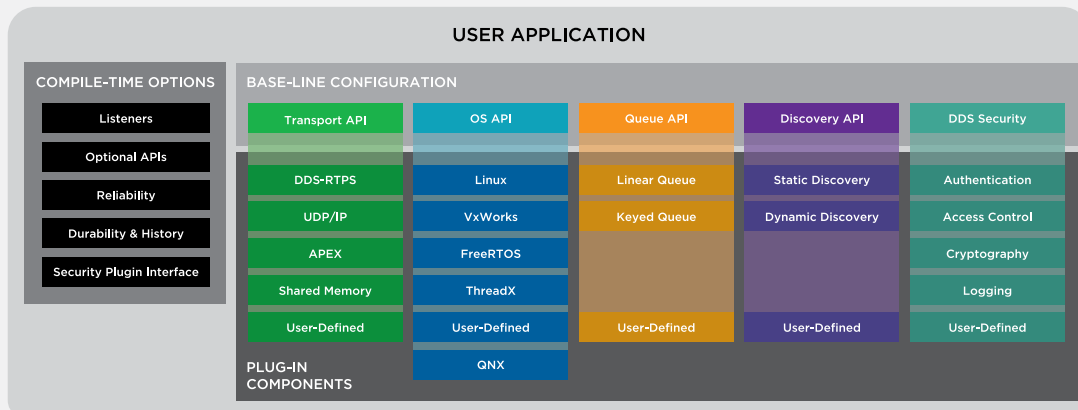 USER APPLICATION
COMPILE-TIME OPTIONS
Listeners
Optional APIs
Reliability
Durability & History
Security Plugin Interface
BASE-LINE CONFIGURATION
Transport API
DDS-RTPS
UDP/IP
APEX
Shared Memory
User-Defined
OS API
Linux
VxWorks
FreeRTOS
ThreadX
User-Defined
QNX
Queue API
Linear Queue
Keyed Queue
User-Defined
Discovery API
Static Discovery
Dynamic Discovery
User-Defined
DDS Security
Authentication
Access Control
Cryptography
Logging
User-Defined
PLUG-IN
COMPONENTS